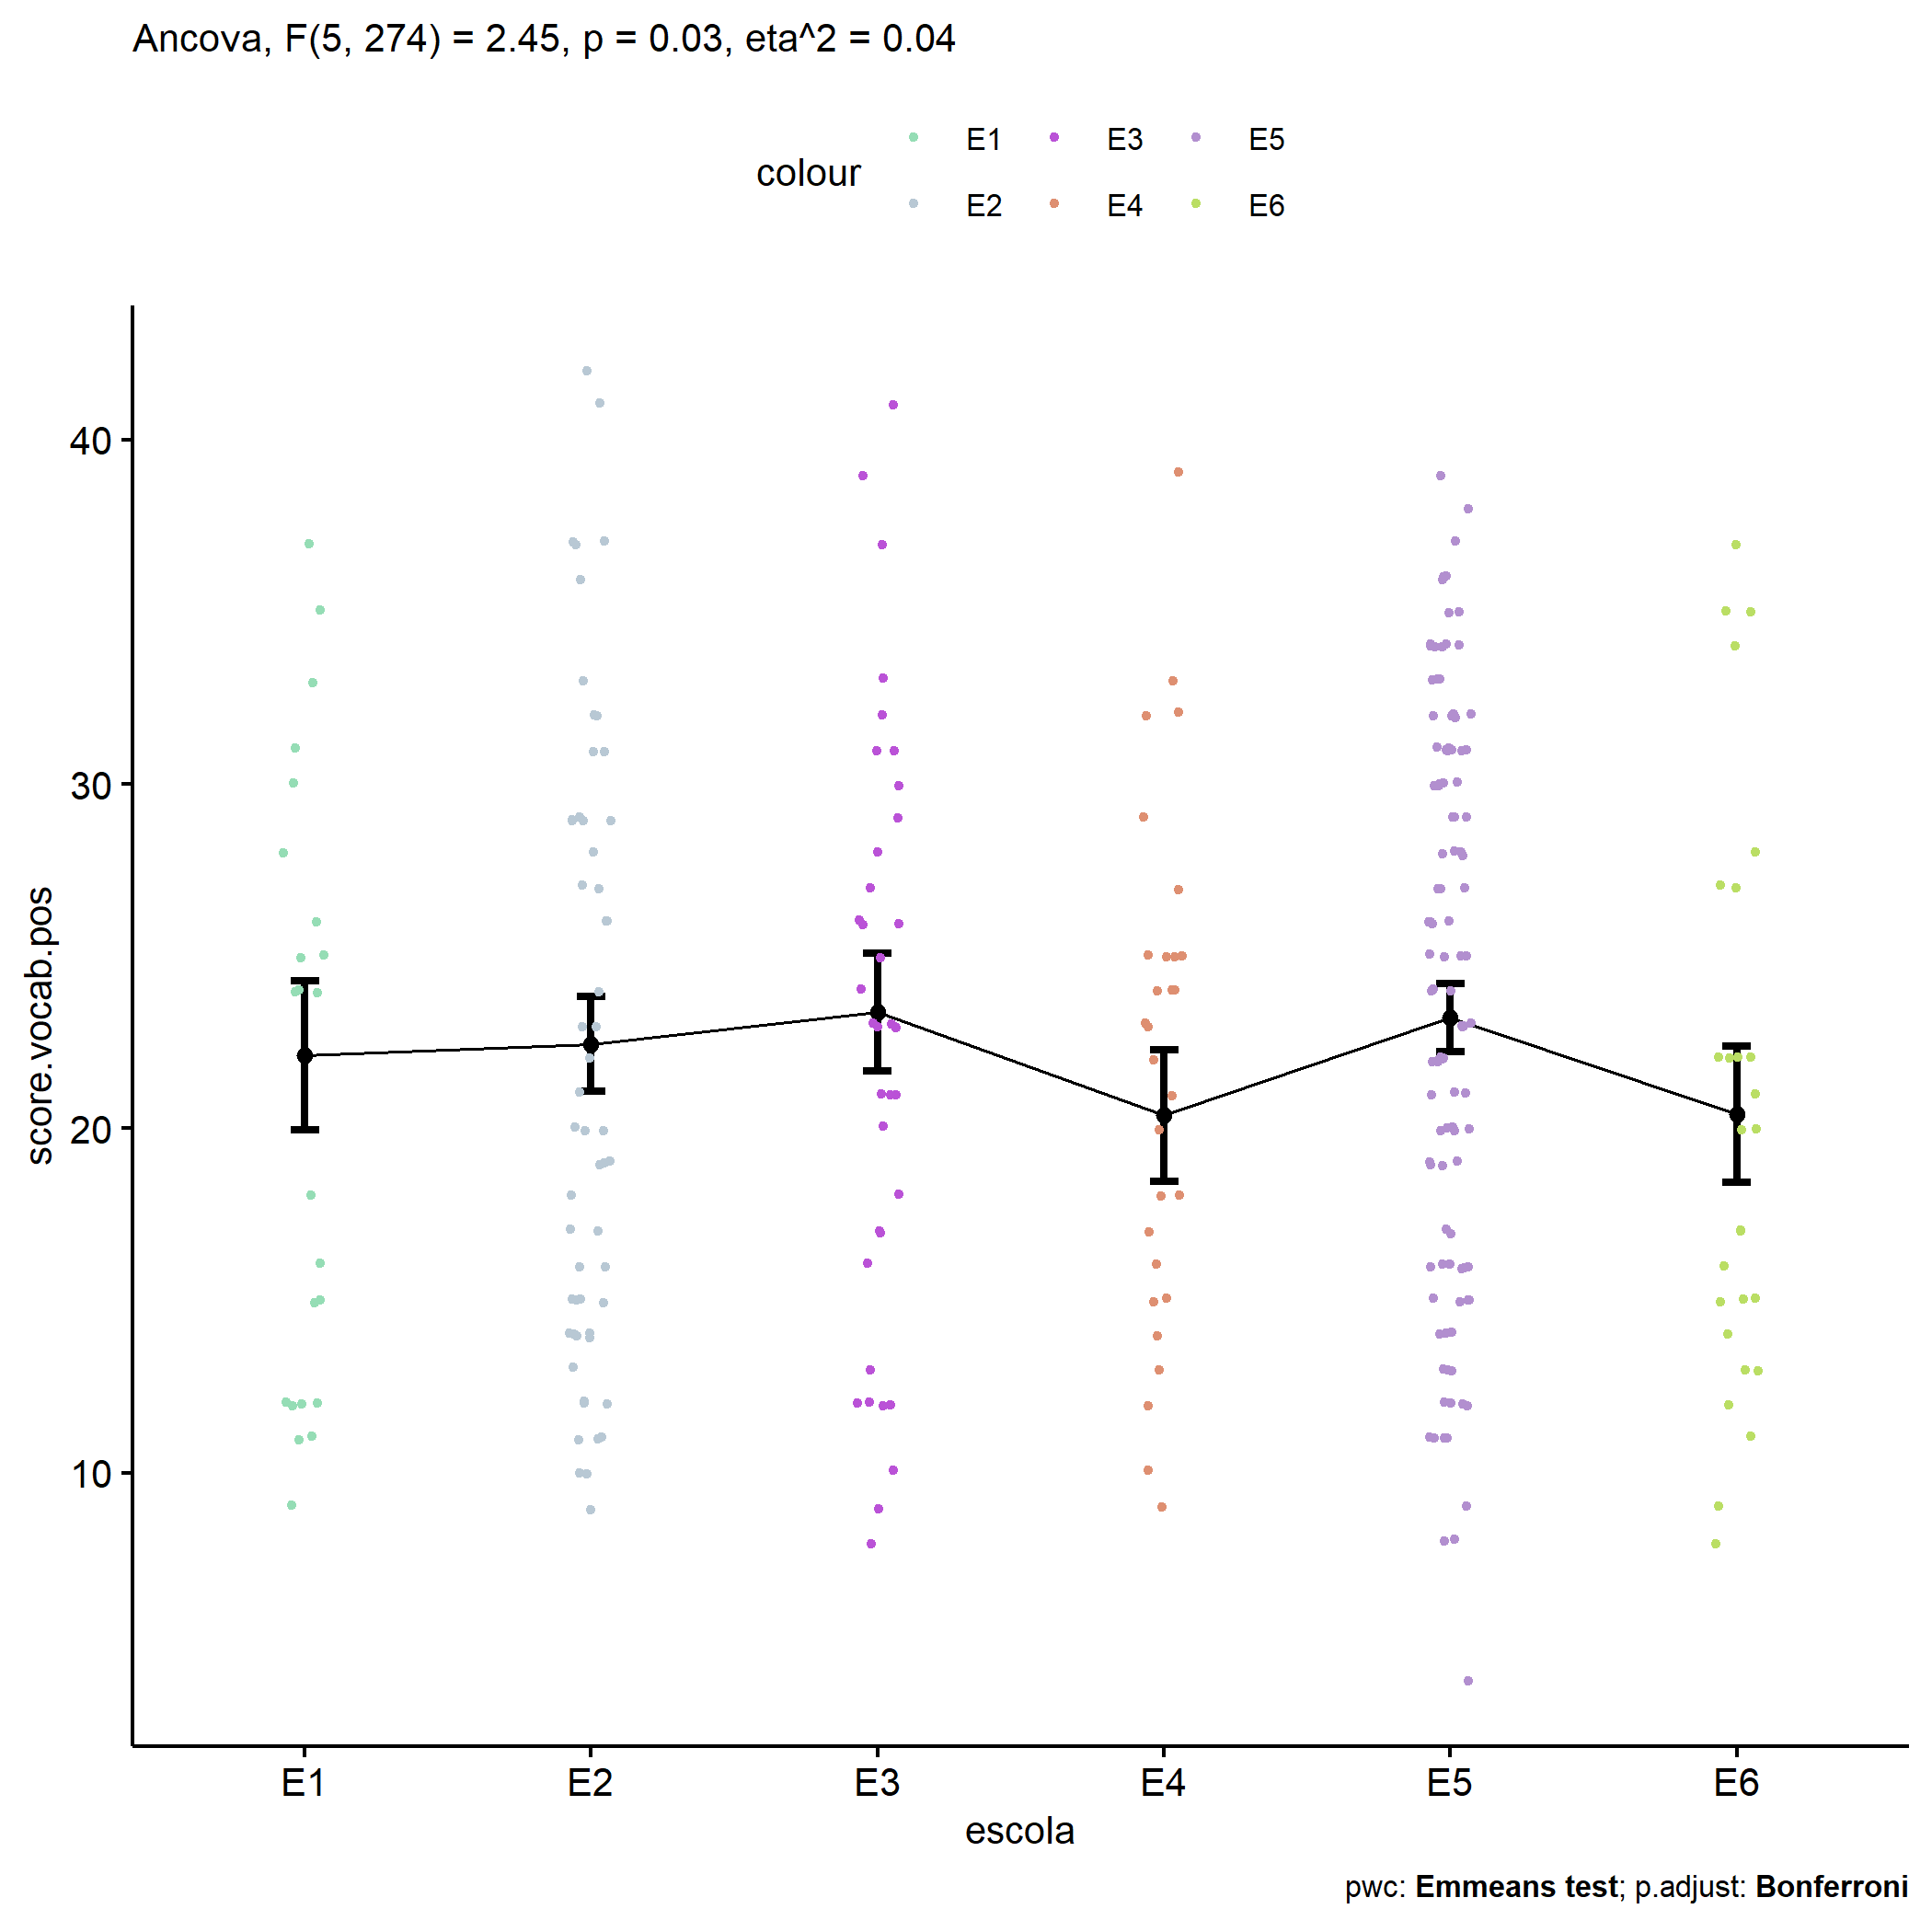 Ancova, F(5, 274) = 2.45, p = 0.03, eta^2 = 0.04
colour
E1 E3 E5
E2 E4 E6
score.vocab.pos
40
30
20
10
E1 E2 E3 E4 E5 E6
escola
pwc: Emmeans test; p.adjust: Bonferroni